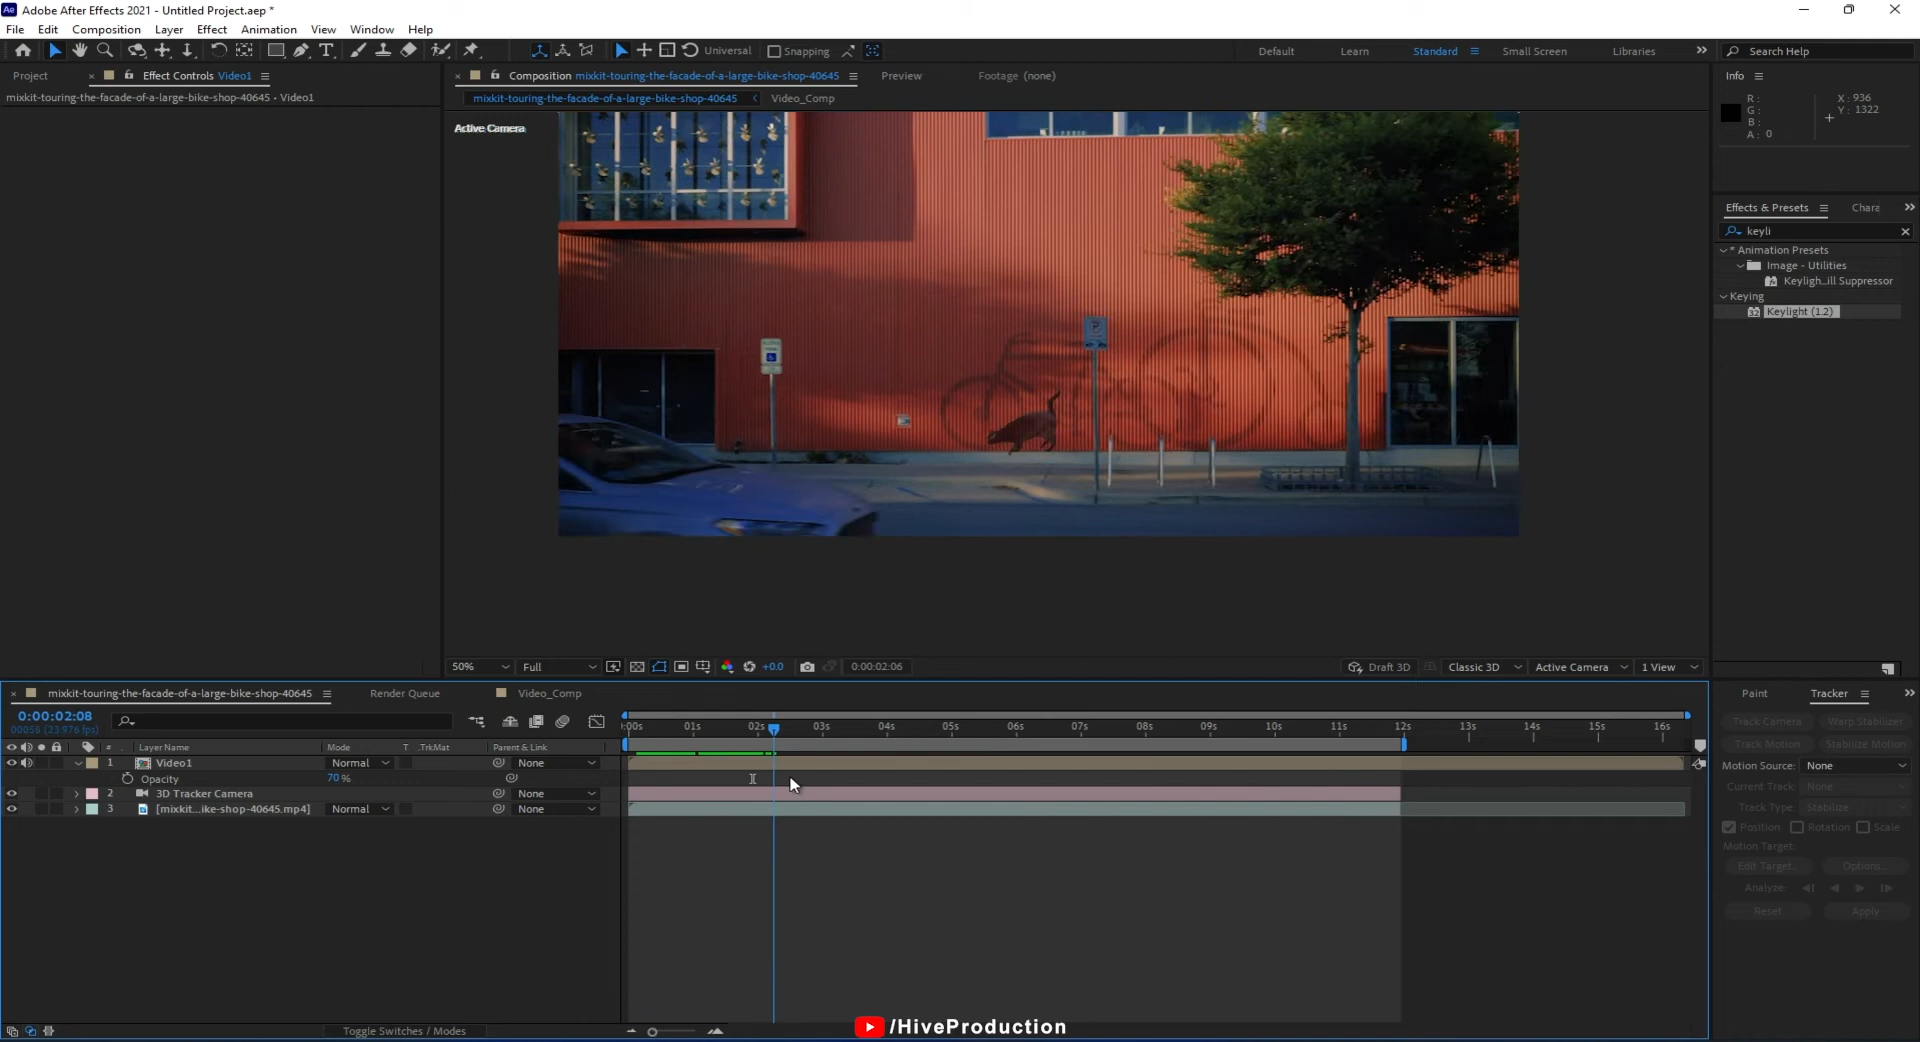 Adobe After Effects 2021 - Untitled Project.aep *
File Edit Composition Layer Effect Animation View Window Help
Universal Snapping Default Learn Standard Small Screen Libraries Search Help
Project Effect Controls Video1 Composition mixkit-touring-the-facade-of-a-large-bike-shop-40645 Preview Footage (none) Info
mixkit-touring-the-facade-of-a-large-bike-shop-40645 • Video1 mixkit-touring-the-facade-of-a-large-bike-shop-40645 Video_Comp
R: X: 936
G: Y: 1322
B:
A: 0
Active Camera
Effects & Presets Chara
keyli
* Animation Presets
Image - Utilities
Keyligh...ill Suppressor
Keying
Keylight (1.2)
50% Full +0.0 0:00:02:06 Draft 3D Classic 3D Active Camera 1 View
mixkit-touring-the-facade-of-a-large-bike-shop-40645 Render Queue Video_Comp Paint Tracker
0:00:02:08
00056 (23.976 fps)
:00s 01s 02s 03s 04s 05s 06s 07s 08s 09s 10s 11s 12s 13s 14s 15s 16s
# Layer Name Mode T .TrkMat Parent & Link
1 Video1 Normal None
Opacity 70 %
2 3D Tracker Camera None
3 [mixkit...ike-shop-40645.mp4] Normal None
Track Camera Warp Stabilizer
Track Motion Stabilize Motion
Motion Source: None
Current Track: None
Track Type: Stabilize
Position Rotation Scale
Motion Target:
Edit Target... Options...
Analyze:
Reset Apply
Toggle Switches / Modes
/HiveProduction